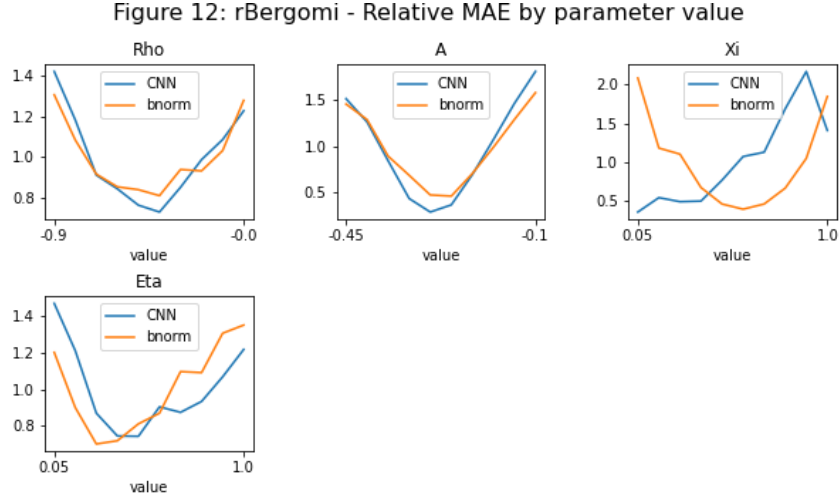 Figure 12: rBergomi - Relative MAE by parameter value
Rho
1.4
1.2
1.0
0.8
CNN
bnorm
-0.9
-0.0
value
A
1.5
1.0
0.5
CNN
bnorm
-0.45
-0.1
value
Xi
2.0
1.5
1.0
0.5
CNN
bnorm
0.05
1.0
value
Eta
1.4
1.2
1.0
0.8
CNN
bnorm
0.05
1.0
value